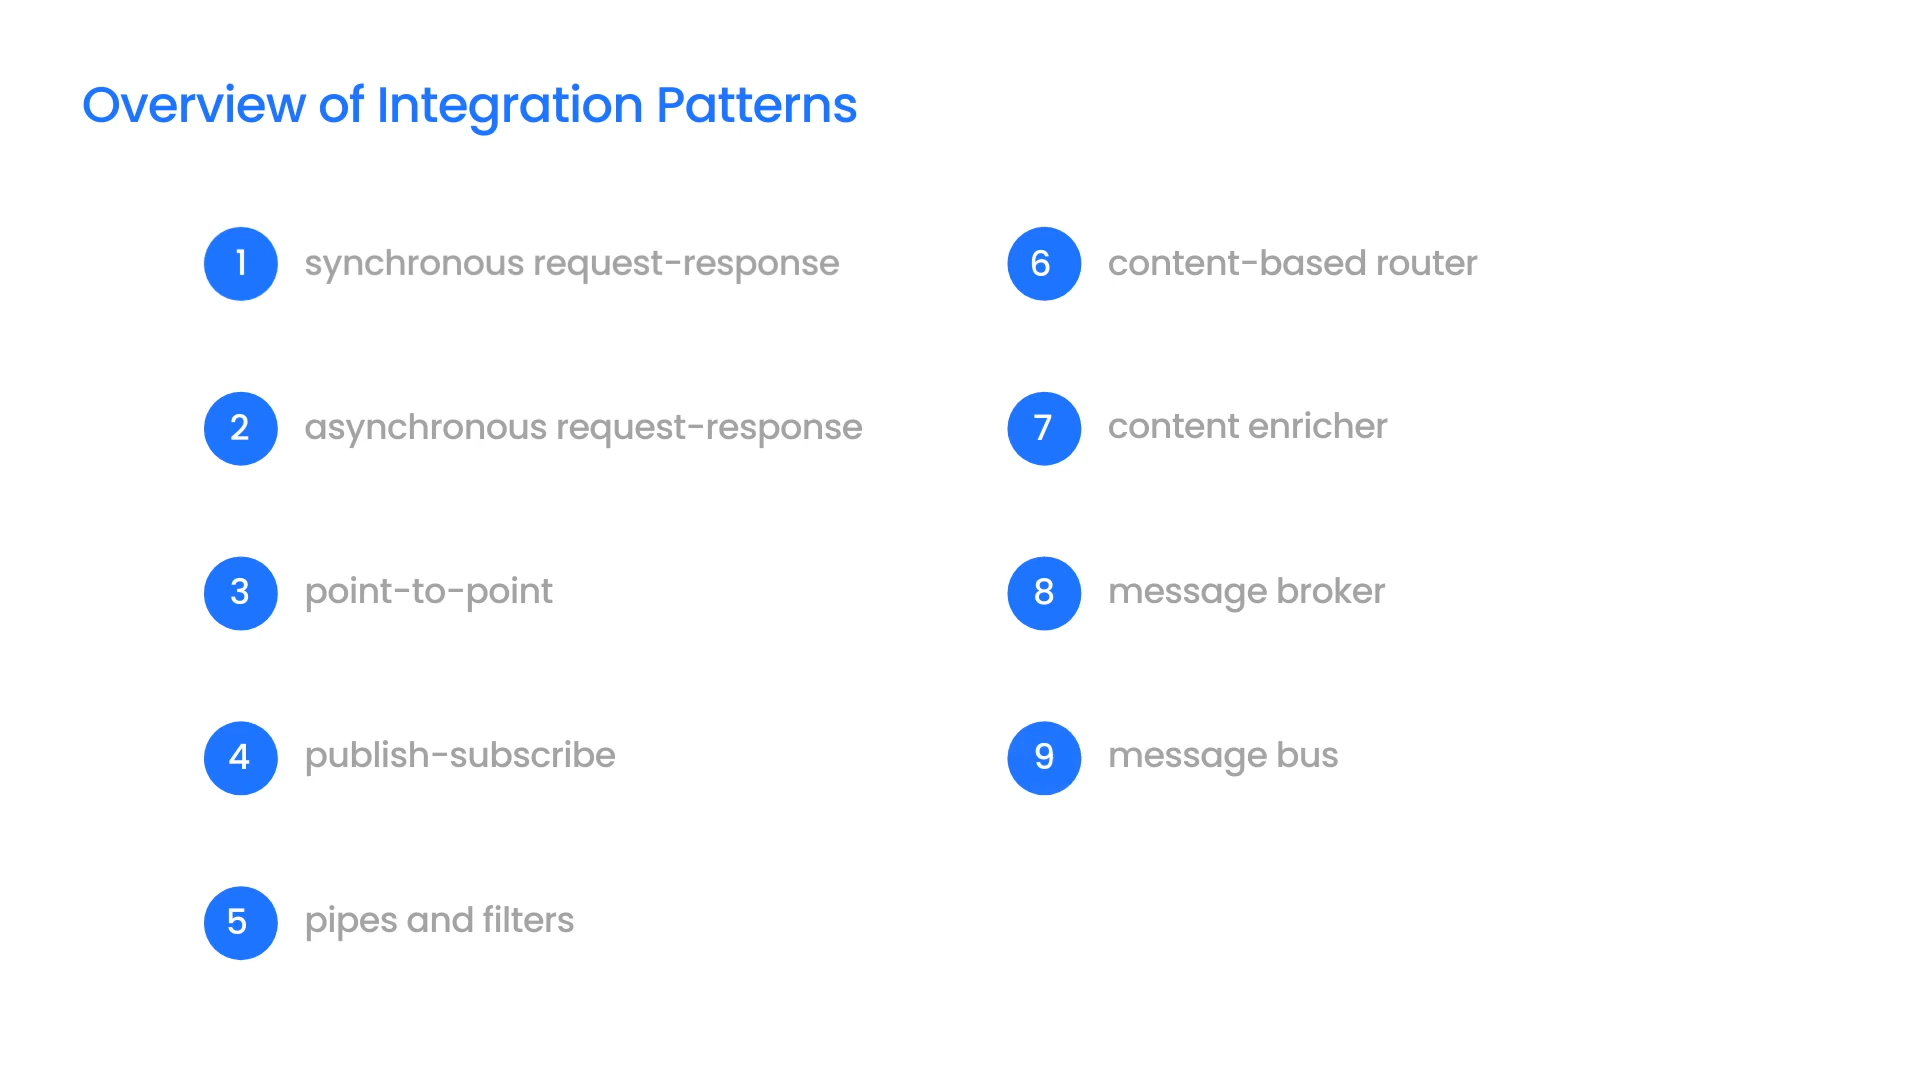 Overview of Integration Patterns
1 synchronous request-response
2 asynchronous request-response
3 point-to-point
4 publish-subscribe
5 pipes and filters
6 content-based router
7 content enricher
8 message broker
9 message bus